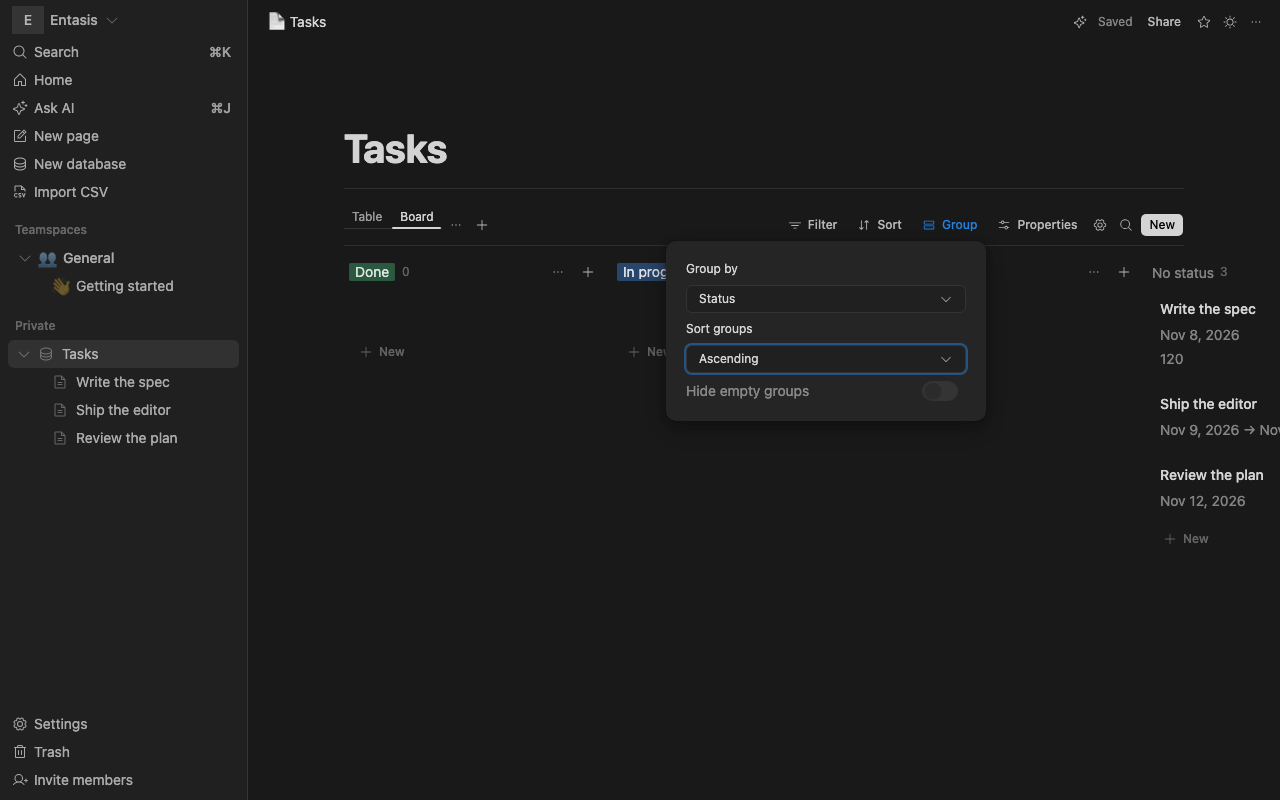 E Entasis
Search ⌘K
Home
Ask AI ⌘J
New page
New database
Import CSV
Teamspaces
General
Getting started
Private
Tasks
Write the spec
Ship the editor
Review the plan
Settings
Trash
Invite members
Tasks
Saved Share
Tasks
Table Board
Filter Sort Group Properties New
Done 0
New
In prog
New
Group by
Status
Sort groups
Ascending
Hide empty groups
No status 3
Write the spec
Nov 8, 2026
120
Ship the editor
Nov 9, 2026 → Nov
Review the plan
Nov 12, 2026
New